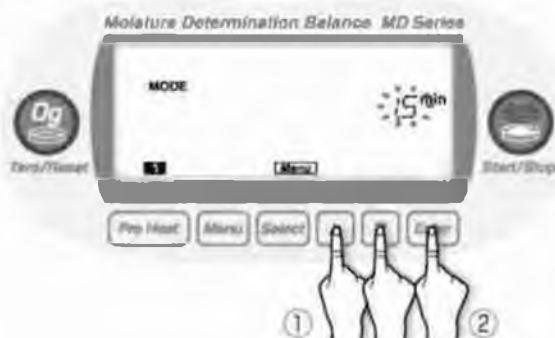 Moisture Determination Balance MD Series
MODE
15 min
0g
Zero/Reset
Start/Stop
1
Menu
Pre Heat Menu Select Enter
① ②